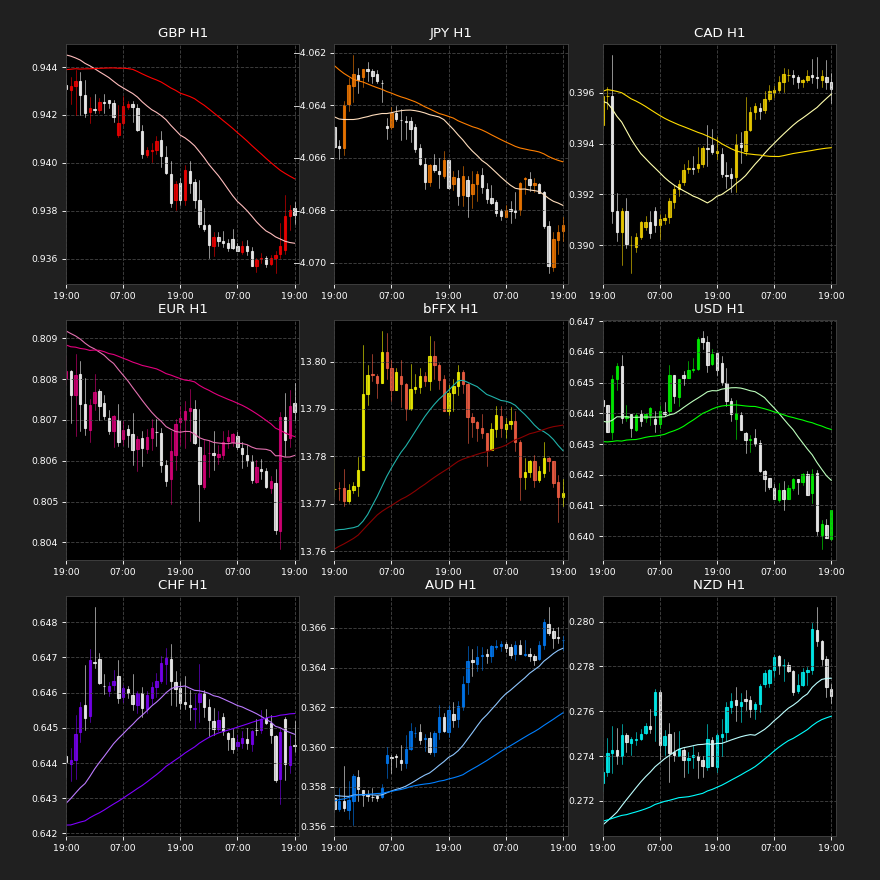 GBP H1
0.944
0.942
0.940
0.938
0.936
19:00 07:00 19:00 07:00 19:00
JPY H1
−4.062
−4.064
−4.066
−4.068
−4.070
19:00 07:00 19:00 07:00 19:00
CAD H1
0.396
0.394
0.392
0.390
19:00 07:00 19:00 07:00 19:00
EUR H1
0.809
0.808
0.807
0.806
0.805
0.804
19:00 07:00 19:00 07:00 19:00
bFFX H1
13.80
13.79
13.78
13.77
13.76
19:00 07:00 19:00 07:00 19:00
USD H1
0.647
0.646
0.645
0.644
0.643
0.642
0.641
0.640
19:00 07:00 19:00 07:00 19:00
CHF H1
0.648
0.647
0.646
0.645
0.644
0.643
0.642
19:00 07:00 19:00 07:00 19:00
AUD H1
0.366
0.364
0.362
0.360
0.358
0.356
19:00 07:00 19:00 07:00 19:00
NZD H1
0.280
0.278
0.276
0.274
0.272
19:00 07:00 19:00 07:00 19:00